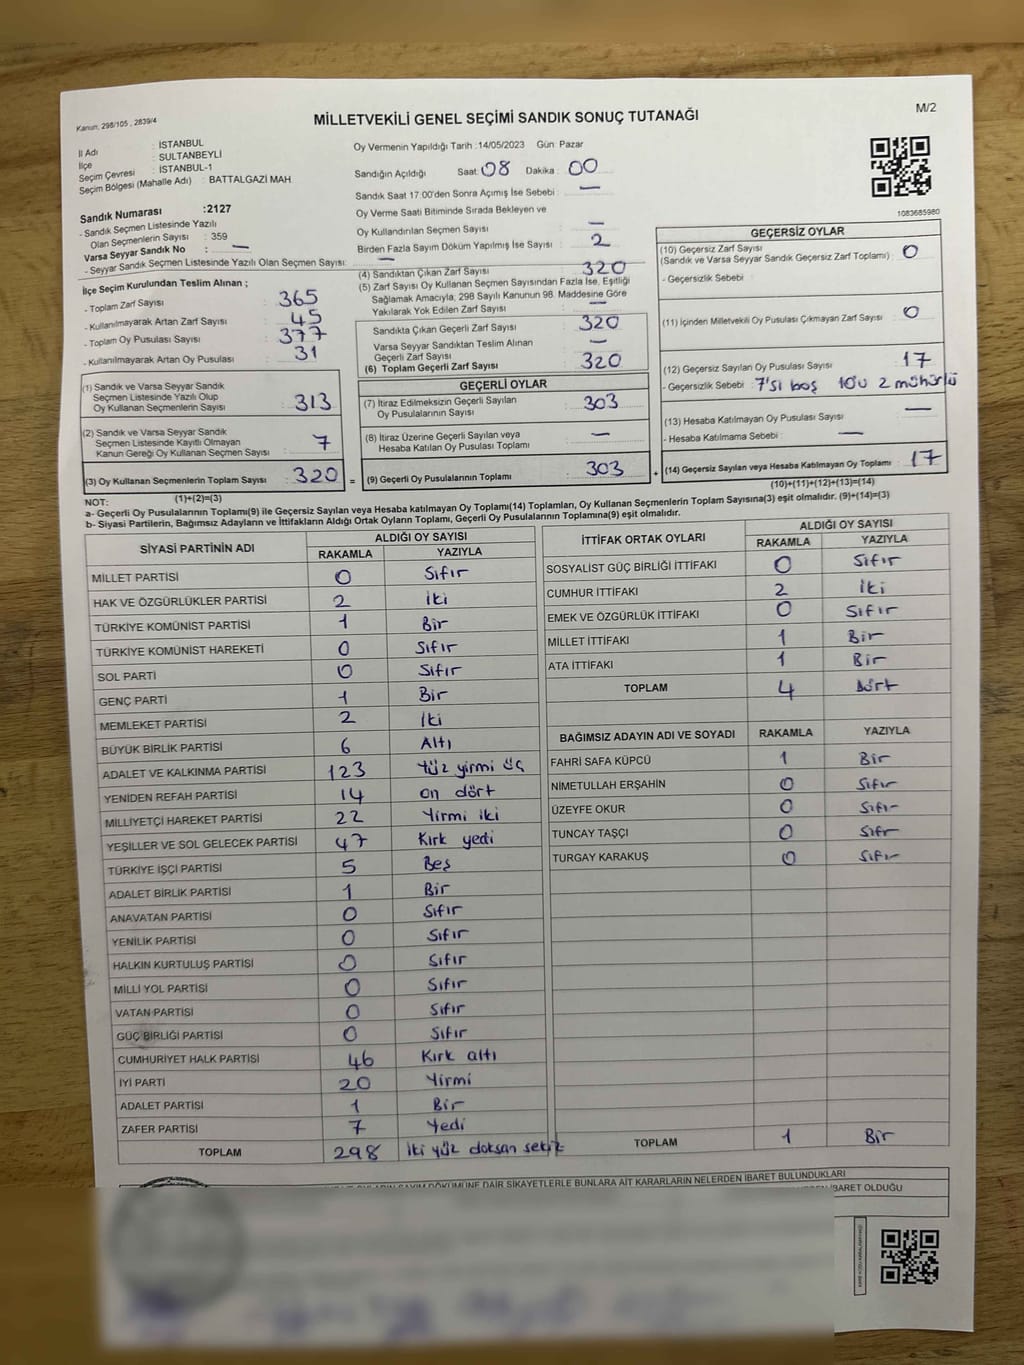 Kanun, 298/105 , 2839/4
MİLLETVEKİLİ GENEL SEÇİMİ SANDIK SONUÇ TUTANAĞI
M/2
İl Adı : İSTANBUL
İlçe : SULTANBEYLİ
Seçim Çevresi : İSTANBUL-1
Seçim Bölgesi (Mahalle Adı) : BATTALGAZİ MAH
Sandık Numarası :2127
- Sandık Seçmen Listesinde Yazılı
Olan Seçmenlerin Sayısı : 359
Varsa Seyyar Sandık No : —
- Seyyar Sandık Seçmen Listesinde Yazılı Olan Seçmen Sayısı: —
İlçe Seçim Kurulundan Teslim Alınan ;
- Toplam Zarf Sayısı : 365
- Kullanılmayarak Artan Zarf Sayısı : 45
- Toplam Oy Pusulası Sayısı : 377
- Kullanılmayarak Artan Oy Pusulası : 31
(1) Sandık ve Varsa Seyyar Sandık
Seçmen Listesinde Yazılı Olup
Oy Kullanan Seçmenlerin Sayısı : 313
(2) Sandık ve Varsa Seyyar Sandık
Seçmen Listesinde Kayıtlı Olmayan
Kanun Gereği Oy Kullanan Seçmen Sayısı : 7
(3) Oy Kullanan Seçmenlerin Toplam Sayısı : 320
(1)+(2)=(3)
Oy Vermenin Yapıldığı Tarih :14/05/2023 Gün: Pazar
Sandığın Açıldığı Saat: 08 Dakika : 00
Sandık Saat 17:00'den Sonra Açımış İse Sebebi : —
Oy Verme Saati Bitiminde Sırada Bekleyen ve
Oy Kullandırılan Seçmen Sayısı : —
Birden Fazla Sayım Döküm Yapılmış İse Sayısı : 2
(4) Sandıktan Çıkan Zarf Sayısı : 320
(5) Zarf Sayısı Oy Kullanan Seçmen Sayısından Fazla İse, Eşitliği
Sağlamak Amacıyla; 298 Sayılı Kanunun 98. Maddesine Göre
Yakılarak Yok Edilen Zarf Sayısı : —
Sandıkta Çıkan Geçerli Zarf Sayısı : 320
Varsa Seyyar Sandıktan Teslim Alınan
Geçerli Zarf Sayısı : —
(6) Toplam Geçerli Zarf Sayısı : 320
GEÇERLİ OYLAR
(7) İtiraz Edilmeksizin Geçerli Sayılan
Oy Pusulalarının Sayısı : 303
(8) İtiraz Üzerine Geçerli Sayılan veya
Hesaba Katılan Oy Pusulası Toplamı : —
= (9) Geçerli Oy Pusulalarının Toplamı : 303
1083685980
GEÇERSİZ OYLAR
(10) Geçersiz Zarf Sayısı
(Sandık ve Varsa Seyyar Sandık Geçersiz Zarf Toplamı) : 0
- Geçersizlik Sebebi :
(11) İçinden Milletvekili Oy Pusulası Çıkmayan Zarf Sayısı : 0
(12) Geçersiz Sayılan Oy Pusulası Sayısı : 17
- Geçersizlik Sebebi : 7'si boş 10'u 2 mühürlü
(13) Hesaba Katılmayan Oy Pusulası Sayısı : —
- Hesaba Katılmama Sebebi : —
+ (14) Geçersiz Sayılan veya Hesaba Katılmayan Oy Toplamı : 17
(10)+(11)+(12)+(13)=(14)
NOT:
a- Geçerli Oy Pusulalarının Toplamı(9) ile Geçersiz Sayılan veya Hesaba katılmayan Oy Toplamı(14) Toplamları, Oy Kullanan Seçmenlerin Toplam Sayısına(3) eşit olmalıdır. (9)+(14)=(3)
b- Siyasi Partilerin, Bağımsız Adayların ve İttifakların Aldığı Ortak Oyların Toplamı, Geçerli Oy Pusulalarının Toplamına(9) eşit olmalıdır.
SİYASİ PARTİNİN ADI ALDIĞI OY SAYISI
RAKAMLA YAZIYLA
MİLLET PARTİSİ 0 Sıfır
HAK VE ÖZGÜRLÜKLER PARTİSİ 2 iki
TÜRKİYE KOMÜNİST PARTİSİ 1 Bir
TÜRKİYE KOMÜNİST HAREKETİ 0 Sıfır
SOL PARTİ 0 Sıfır
GENÇ PARTİ 1 Bir
MEMLEKET PARTİSİ 2 İki
BÜYÜK BİRLİK PARTİSİ 6 Altı
ADALET VE KALKINMA PARTİSİ 123 Yüz yirmi üç
YENİDEN REFAH PARTİSİ 14 on dört
MİLLİYETÇİ HAREKET PARTİSİ 22 Yirmi iki
YEŞİLLER VE SOL GELECEK PARTİSİ 47 Kırk yedi
TÜRKİYE İŞÇİ PARTİSİ 5 Beş
ADALET BİRLİK PARTİSİ 1 Bir
ANAVATAN PARTİSİ 0 Sıfır
YENİLİK PARTİSİ 0 Sıfır
HALKIN KURTULUŞ PARTİSİ 0 Sıfır
MİLLİ YOL PARTİSİ 0 Sıfır
VATAN PARTİSİ 0 Sıfır
GÜÇ BİRLİĞİ PARTİSİ 0 Sıfır
CUMHURİYET HALK PARTİSİ 46 Kırk altı
İYİ PARTİ 20 Yirmi
ADALET PARTİSİ 1 Bir
ZAFER PARTİSİ 7 Yedi
TOPLAM 298 iki yüz doksan sekiz
İTTİFAK ORTAK OYLARI ALDIĞI OY SAYISI
RAKAMLA YAZIYLA
SOSYALİST GÜÇ BİRLİĞİ İTTİFAKI 0 Sıfır
CUMHUR İTTİFAKI 2 iki
EMEK VE ÖZGÜRLÜK İTTİFAKI 0 Sıfır
MİLLET İTTİFAKI 1 Bir
ATA İTTİFAKI 1 Bir
TOPLAM 4 Dört
BAĞIMSIZ ADAYIN ADI VE SOYADI RAKAMLA YAZIYLA
FAHRİ SAFA KÜPCÜ 1 Bir
NİMETULLAH ERŞAHİN 0 Sıfır
ÜZEYFE OKUR 0 Sıfır
TUNCAY TAŞÇI 0 Sıfr
TURGAY KARAKUŞ 0 Sıfır
TOPLAM 1 Bir
SAYIM DÖKÜMÜNE DAİR ŞİKAYETLERLE BUNLARA AİT KARARLARIN NELERDEN İBARET BULUNDUKLARI
İBARET OLDUĞU